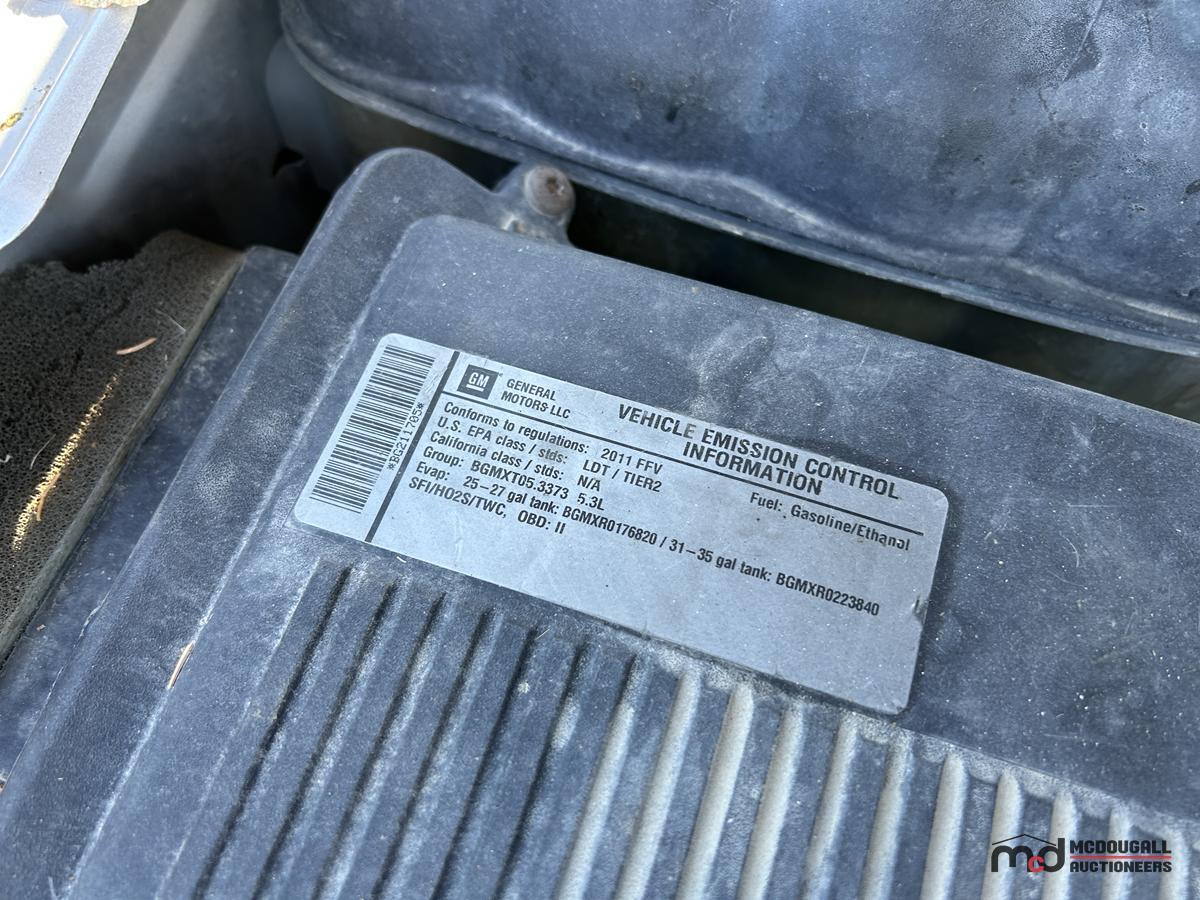 *BG211705*
GM GENERAL MOTORS LLC
VEHICLE EMISSION CONTROL
INFORMATION
Conforms to regulations: 2011 FFV Fuel: Gasoline/Ethanol
U.S. EPA class / stds: LDT / TIER2
California class / stds: N/A
Group: BGMXT05.3373 5.3L
Evap: 25-27 gal tank: BGMXR0176820 / 31-35 gal tank: BGMXR0223840
SFI/HO2S/TWC, OBD: II
mcd MCDOUGALL
AUCTIONEERS